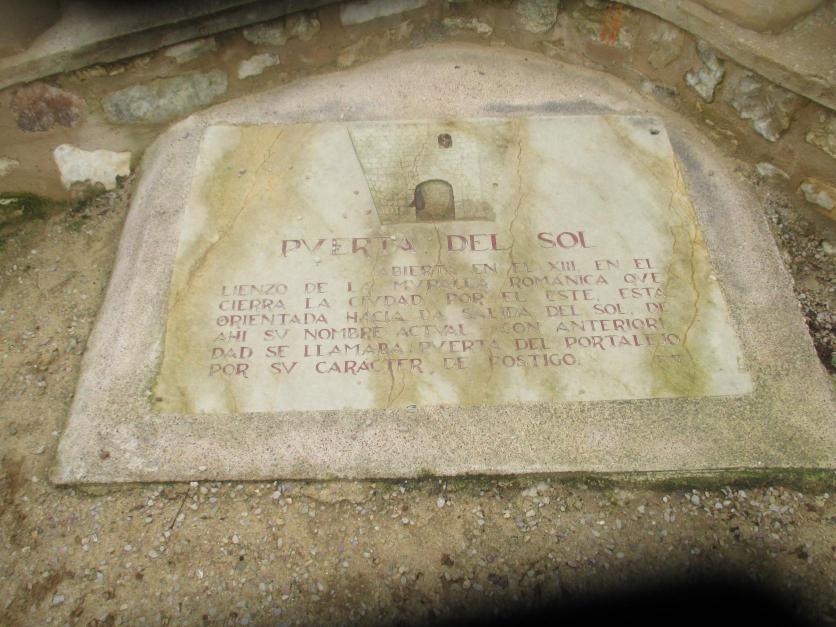 PVERTA DEL SOL
ABIERTA EN EL XIII EN EL
LIENZO DE LA MVRALLA ROMANICA QVE
CIERRA LA CIVDAD POR EL ESTE, ESTA
ORIENTADA HACIA LA SALIDA DEL SOL, DE
AHI SV NOMBRE ACTVAL. CON ANTERIORI-
DAD SE LLAMABA PVERTA DEL PORTALEJO
POR SV CARACTER DE POSTIGO.